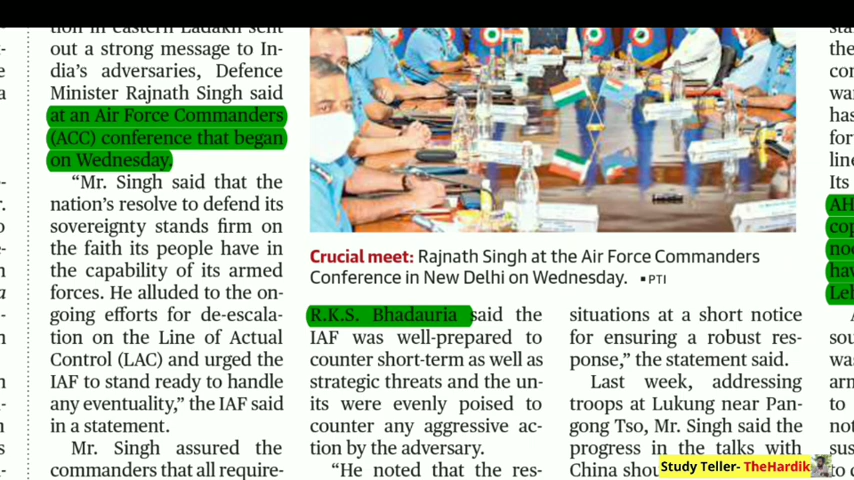 tion in eastern Ladakh sent
out a strong message to In-
dia's adversaries, Defence
Minister Rajnath Singh said
at an Air Force Commanders
(ACC) conference that began
on Wednesday.
"Mr. Singh said that the
nation's resolve to defend its
sovereignty stands firm on
the faith its people have in
the capability of its armed
forces. He alluded to the on-
going efforts for de-escala-
tion on the Line of Actual
Control (LAC) and urged the
IAF to stand ready to handle
any eventuality," the IAF said
in a statement.
Mr. Singh assured the
commanders that all require-
Crucial meet: Rajnath Singh at the Air Force Commanders
Conference in New Delhi on Wednesday. ▪ PTI
R.K.S. Bhadauria said the
IAF was well-prepared to
counter short-term as well as
strategic threats and the un-
its were evenly poised to
counter any aggressive ac-
tion by the adversary.
"He noted that the res-
situations at a short notice
for ensuring a robust res-
ponse," the statement said.
Last week, addressing
troops at Lukung near Pan-
gong Tso, Mr. Singh said the
progress in the talks with
China shou
Study Teller- TheHardik